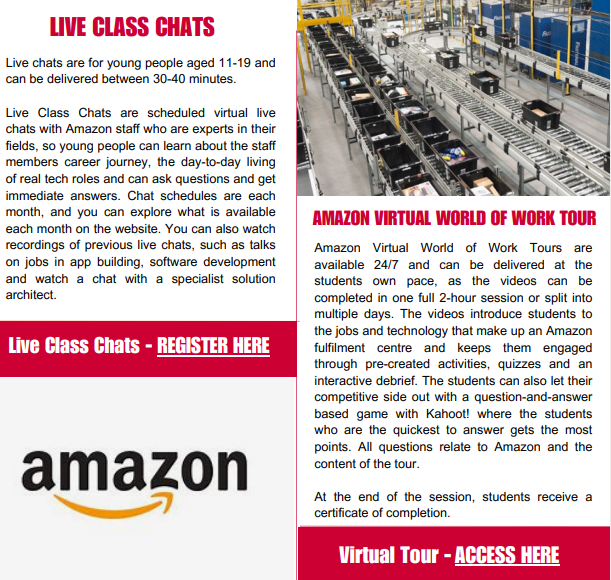 LIVE CLASS CHATS
Live chats are for young people aged 11-19 and
can be delivered between 30-40 minutes.
Live Class Chats are scheduled virtual live
chats with Amazon staff who are experts in their
fields, so young people can learn about the staff
members career journey, the day-to-day living
of real tech roles and can ask questions and get
immediate answers. Chat schedules are each
month, and you can explore what is available
each month on the website. You can also watch
recordings of previous live chats, such as talks
on jobs in app building, software development
and watch a chat with a specialist solution
architect.
Live Class Chats - REGISTER HERE
amazon
AMAZON VIRTUAL WORLD OF WORK TOUR
Amazon Virtual World of Work Tours are
available 24/7 and can be delivered at the
students own pace, as the videos can be
completed in one full 2-hour session or split into
multiple days. The videos introduce students to
the jobs and technology that make up an Amazon
fulfilment centre and keeps them engaged
through pre-created activities, quizzes and an
interactive debrief. The students can also let their
competitive side out with a question-and-answer
based game with Kahoot! where the students
who are the quickest to answer gets the most
points. All questions relate to Amazon and the
content of the tour.
At the end of the session, students receive a
certificate of completion.
Virtual Tour - ACCESS HERE